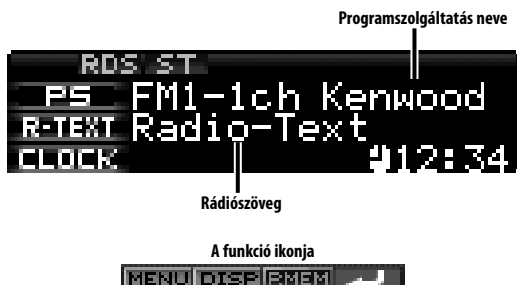 Programszolgáltatás neve
RDS ST
PS FM1-1ch Kenwood
R-TEXT Radio-Text
CLOCK 12:34
Rádiószöveg
A funkció ikonja
MENU DISP BMEM